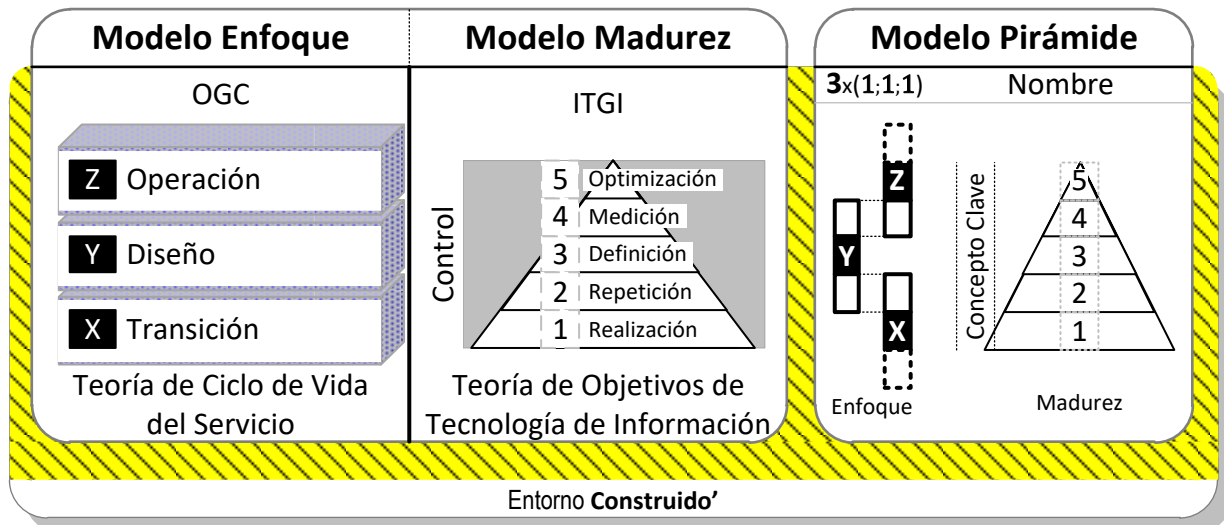 Modelo Enfoque
OGC
Z Operación
Y Diseño
X Transición
Teoría de Ciclo de Vida
del Servicio
Modelo Madurez
ITGI
Control
5 Optimización
4 Medición
3 Definición
2 Repetición
1 Realización
Teoría de Objetivos de
Tecnología de Información
Modelo Pirámide
3x(1;1;1)
Nombre
Z
Y
X
Enfoque
Concepto Clave
5
4
3
2
1
Madurez
Entorno Construido’